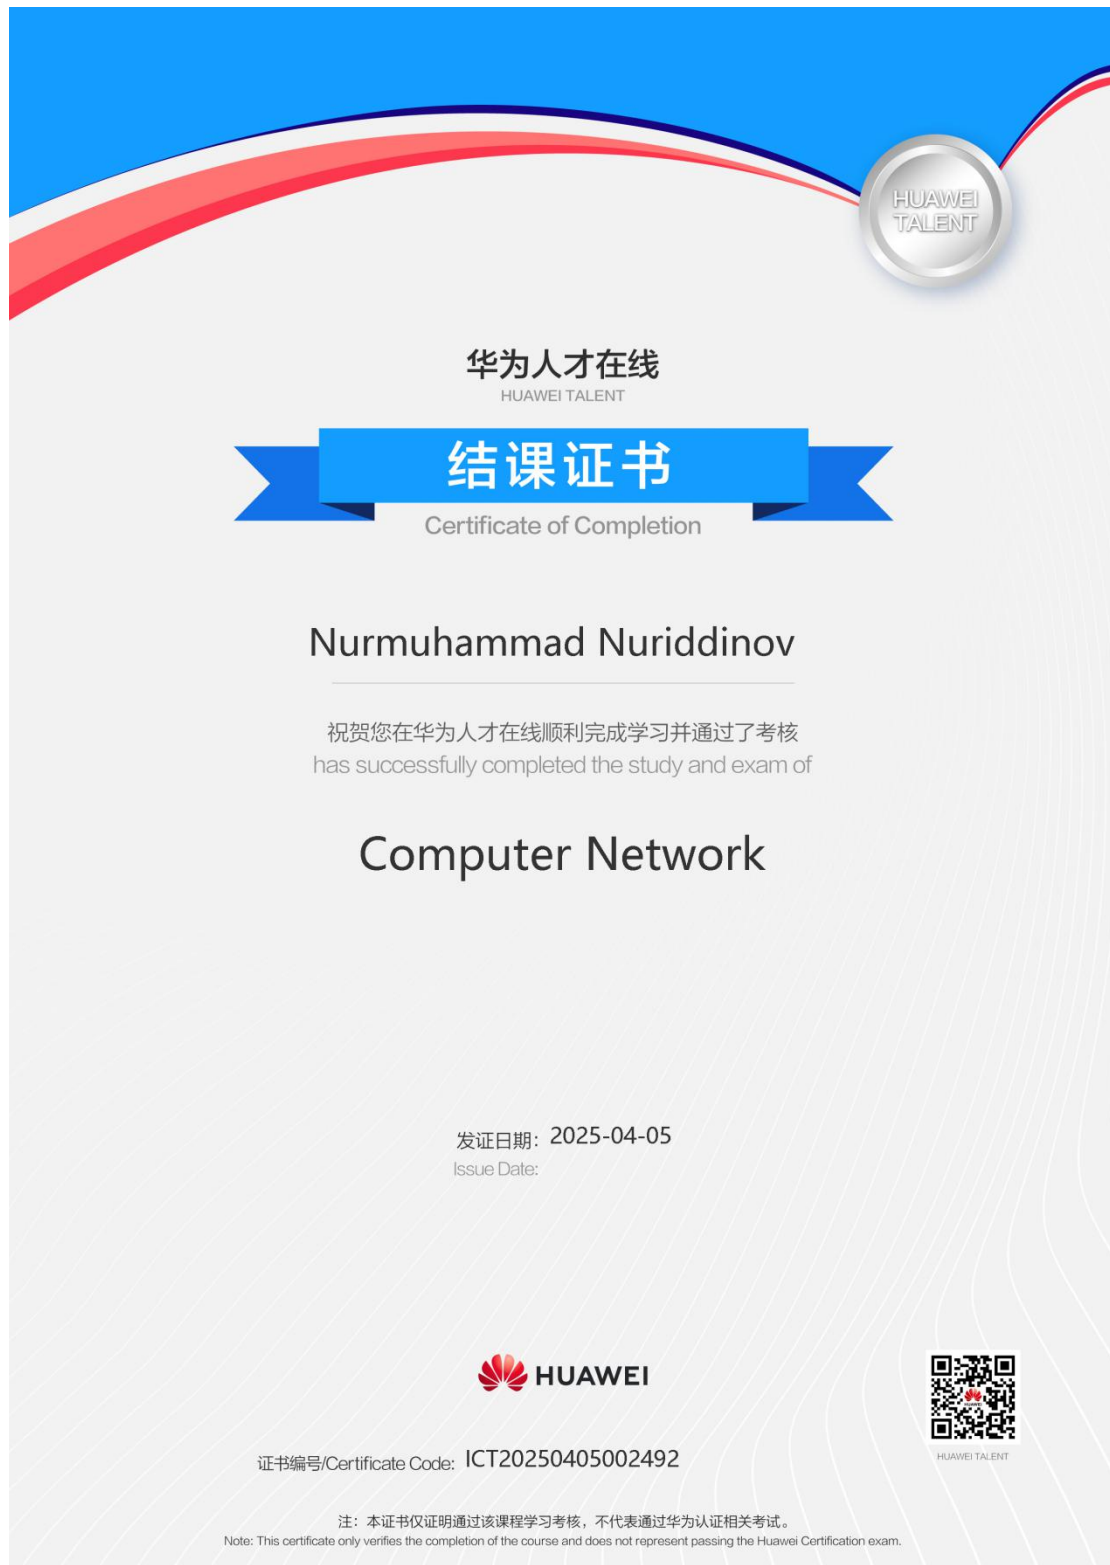 HUAWEI
TALENT
华为人才在线
HUAWEI TALENT
结课证书
Certificate of Completion
Nurmuhammad Nuriddinov
祝贺您在华为人才在线顺利完成学习并通过了考核
has successfully completed the study and exam of
Computer Network
发证日期: 2025-04-05
Issue Date:
HUAWEI
HUAWEI
HUAWEI TALENT
证书编号/Certificate Code: ICT20250405002492
注：本证书仅证明通过该课程学习考核，不代表通过华为认证相关考试。
Note: This certificate only verifies the completion of the course and does not represent passing the Huawei Certification exam.